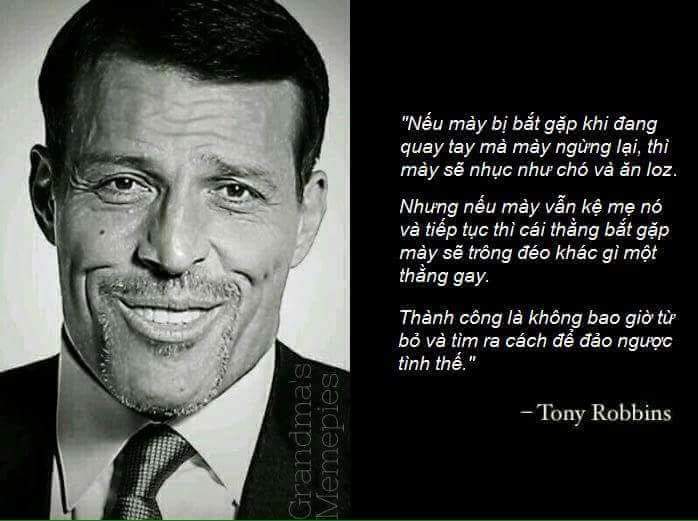 "Nếu mày bị bắt gặp khi đang
quay tay mà mày ngừng lại, thì
mày sẽ nhục như chó và ăn loz.
Nhưng nếu mày vẫn kệ mẹ nó
và tiếp tục thì cái thằng bắt gặp
mày sẽ trông đéo khác gì một
thằng gay.
Thành công là không bao giờ từ
bỏ và tìm ra cách để đảo ngược
tình thế."
– Tony Robbins
Grandma's
Memepies